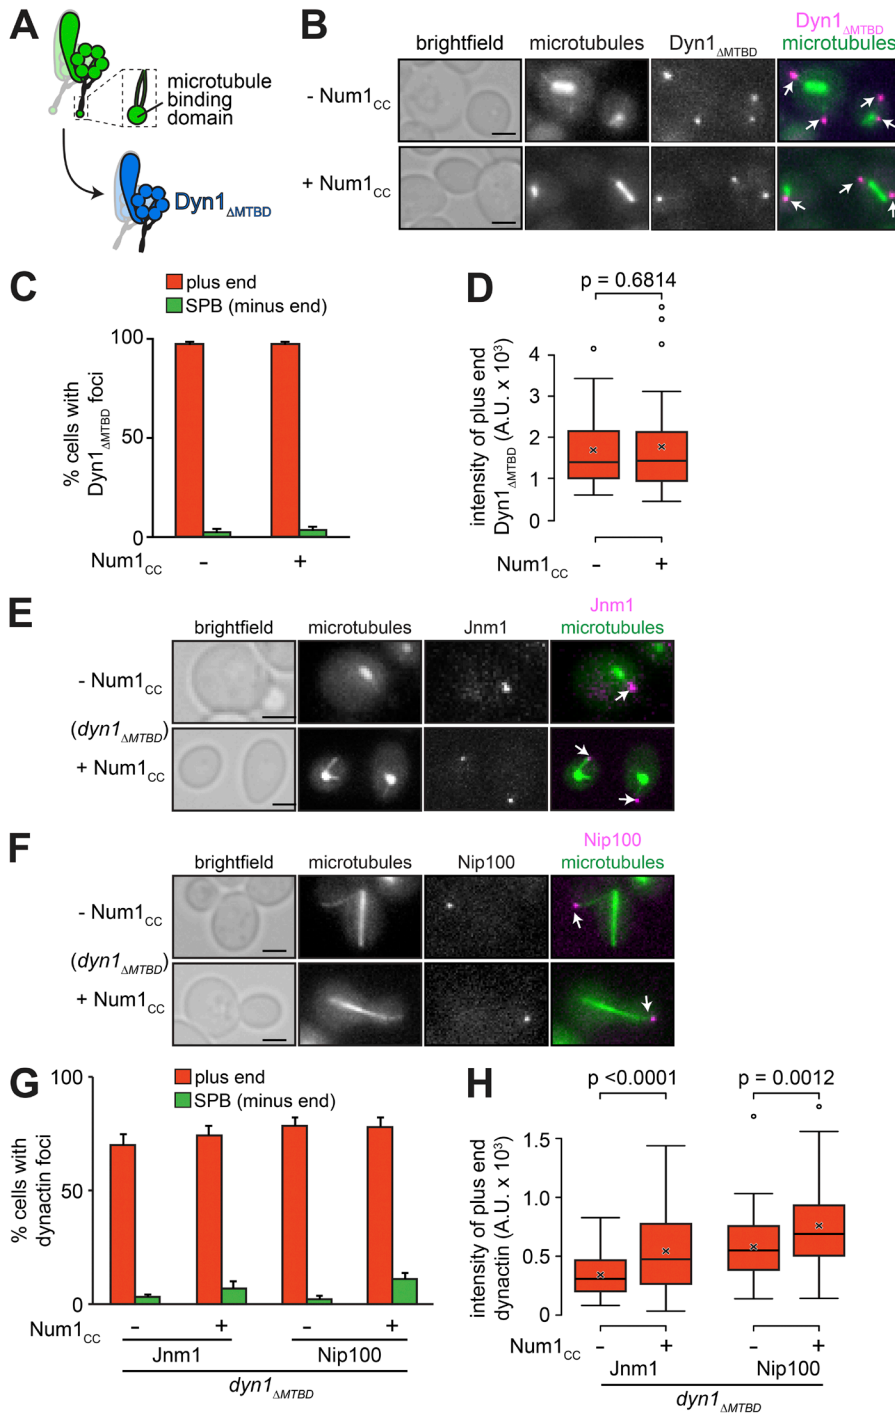 A
microtubule
binding
domain
Dyn1ΔMTBD
B
Dyn1ΔMTBD
brightfield microtubules Dyn1ΔMTBD microtubules
- Num1CC
+ Num1CC
C
plus end
SPB (minus end)
% cells with
Dyn1ΔMTBD foci
100
50
0
Num1CC - +
D
p = 0.6814
intensity of plus end
Dyn1ΔMTBD (A.U. x 10³)
4
3
2
1
0
Num1CC - +
E
Jnm1
brightfield microtubules Jnm1 microtubules
- Num1CC
(dyn1ΔMTBD)
+ Num1CC
F
Nip100
brightfield microtubules Nip100 microtubules
- Num1CC
(dyn1ΔMTBD)
+ Num1CC
G
plus end
SPB (minus end)
% cells with
dynactin foci
100
50
0
Num1CC - + - +
Jnm1 Nip100
dyn1ΔMTBD
H
p <0.0001 p = 0.0012
intensity of plus end
dynactin (A.U. x 10³)
1.5
1.0
0.5
0
Num1CC - + - +
Jnm1 Nip100
dyn1ΔMTBD